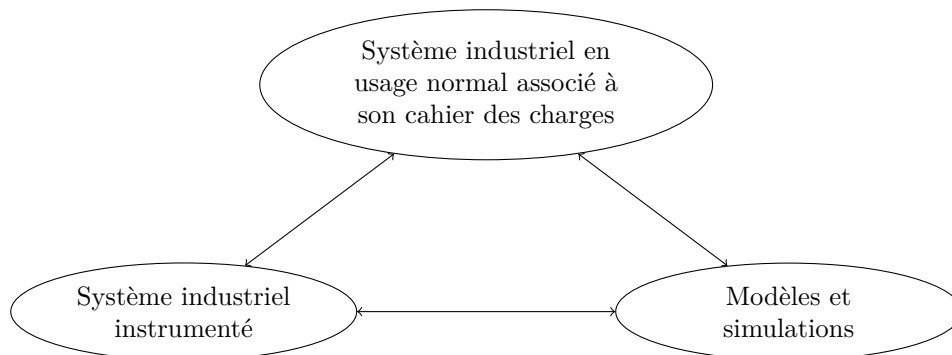 Système industriel en
usage normal associé à
son cahier des charges
Système industriel
instrumenté
Modèles et
simulations